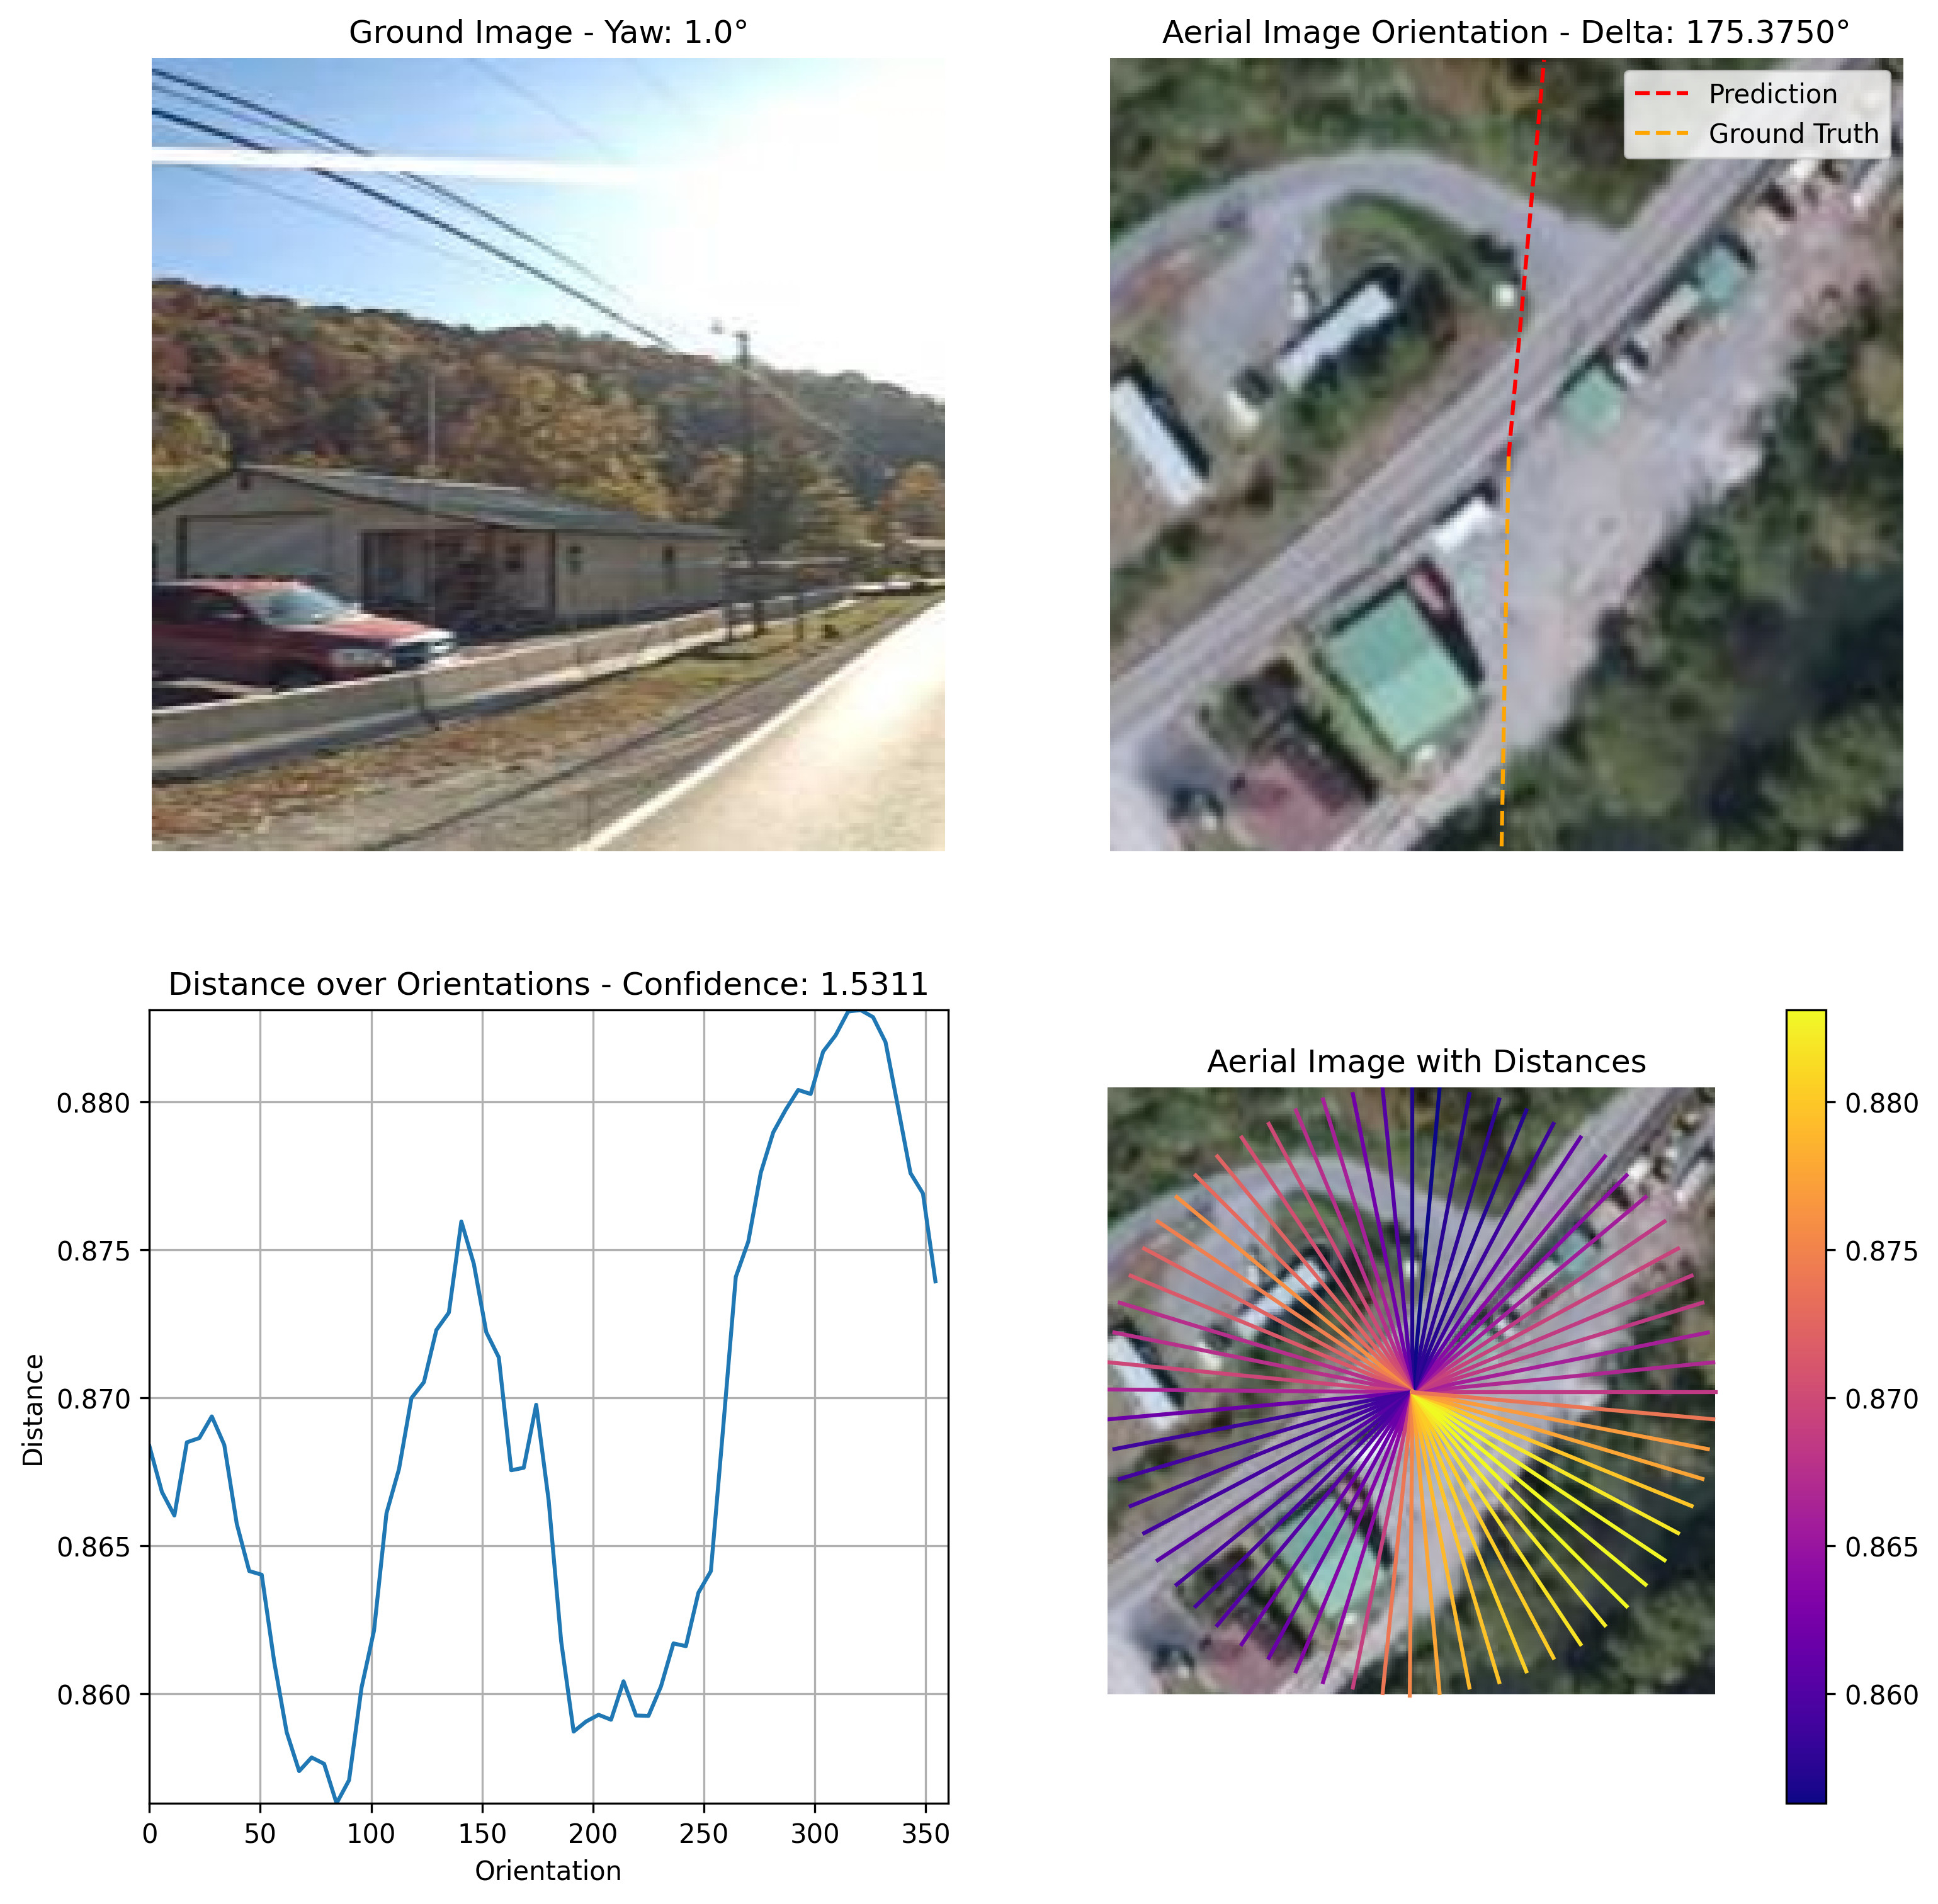 Ground Image - Yaw: 1.0°
Aerial Image Orientation - Delta: 175.3750°
Prediction
Ground Truth
Distance over Orientations - Confidence: 1.5311
0.880
0.875
0.870
0.865
0.860
Distance
0
50
100
150
200
250
300
350
Orientation
Aerial Image with Distances
0.880
0.875
0.870
0.865
0.860